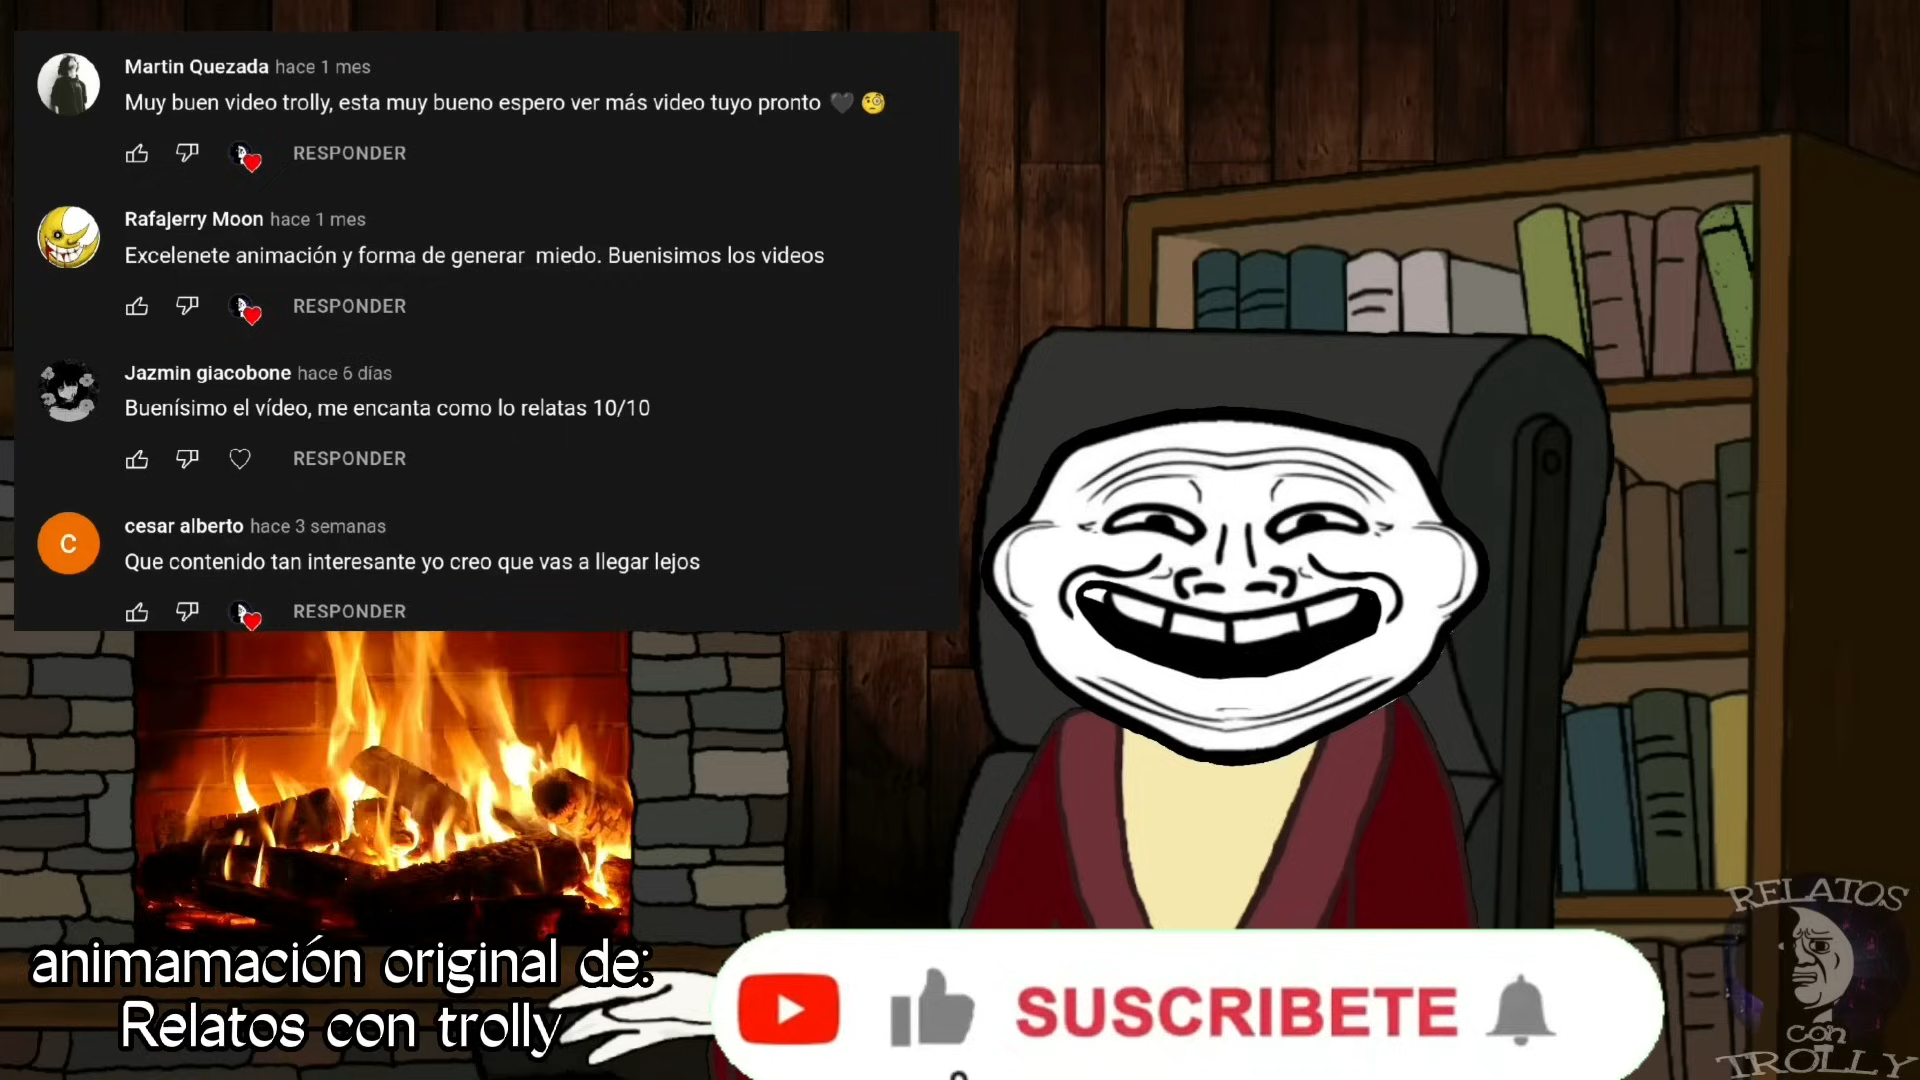 Martin Quezada hace 1 mes
Muy buen video trolly, esta muy bueno espero ver más video tuyo pronto 🖤 🧐
RESPONDER
Rafajerry Moon hace 1 mes
Excelenete animación y forma de generar miedo. Buenisimos los videos
RESPONDER
Jazmin giacobone hace 6 días
Buenísimo el vídeo, me encanta como lo relatas 10/10
RESPONDER
C
cesar alberto hace 3 semanas
Que contenido tan interesante yo creo que vas a llegar lejos
RESPONDER
animamación original de:
Relatos con trolly
SUSCRIBETE
RELATOS
con
TROLLY